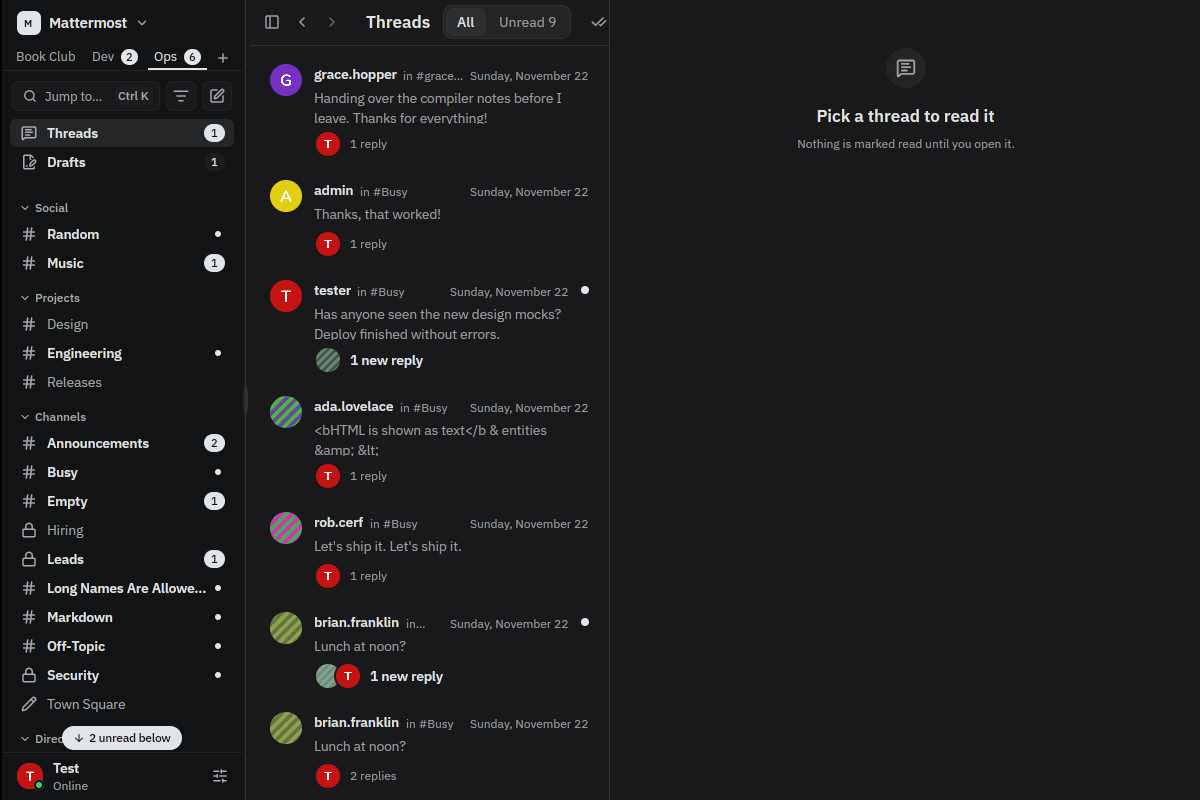 M Mattermost
Book Club Dev 2 Ops 6 +
Jump to... Ctrl K
Threads 1
Drafts 1
Social
Random
Music 1
Projects
Design
Engineering
Releases
Channels
Announcements 2
Busy
Empty 1
Hiring
Leads 1
Long Names Are Allowe...
Markdown
Off-Topic
Security
Town Square
Direc
2 unread below
T Test
Online
Threads All Unread 9
G grace.hopper in #grace... Sunday, November 22
Handing over the compiler notes before I
leave. Thanks for everything!
T 1 reply
A admin in #Busy Sunday, November 22
Thanks, that worked!
T 1 reply
T tester in #Busy Sunday, November 22
Has anyone seen the new design mocks?
Deploy finished without errors.
1 new reply
ada.lovelace in #Busy Sunday, November 22
<bHTML is shown as text</b & entities
&amp; &lt;
T 1 reply
rob.cerf in #Busy Sunday, November 22
Let's ship it. Let's ship it.
T 1 reply
brian.franklin in... Sunday, November 22
Lunch at noon?
T 1 new reply
brian.franklin in #Busy Sunday, November 22
Lunch at noon?
T 2 replies
Pick a thread to read it
Nothing is marked read until you open it.